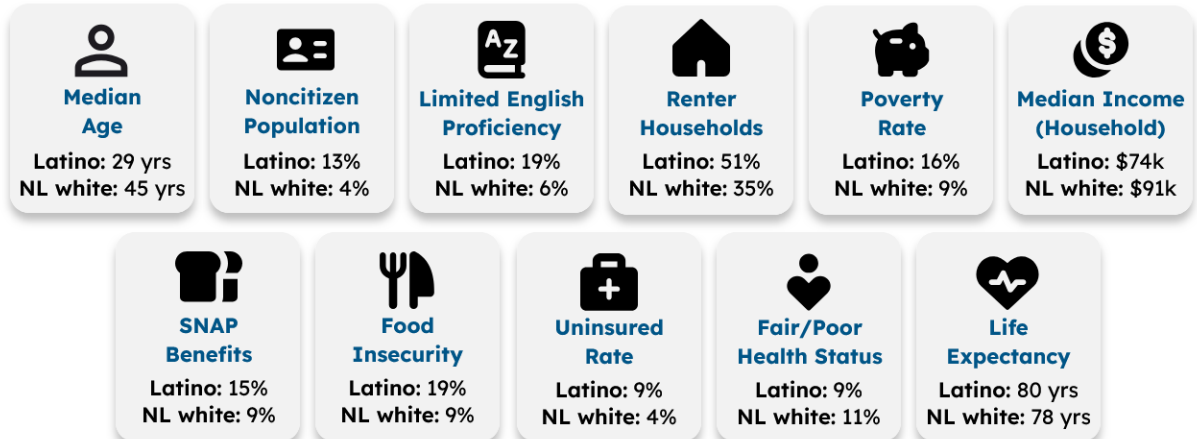 A Z
$
Median
Age
Latino: 29 yrs
NL white: 45 yrs
Noncitizen
Population
Latino: 13%
NL white: 4%
Limited English
Proficiency
Latino: 19%
NL white: 6%
Renter
Households
Latino: 51%
NL white: 35%
Poverty
Rate
Latino: 16%
NL white: 9%
Median Income
(Household)
Latino: $74k
NL white: $91k
SNAP
Benefits
Latino: 15%
NL white: 9%
Food
Insecurity
Latino: 19%
NL white: 9%
Uninsured
Rate
Latino: 9%
NL white: 4%
Fair/Poor
Health Status
Latino: 9%
NL white: 11%
Life
Expectancy
Latino: 80 yrs
NL white: 78 yrs